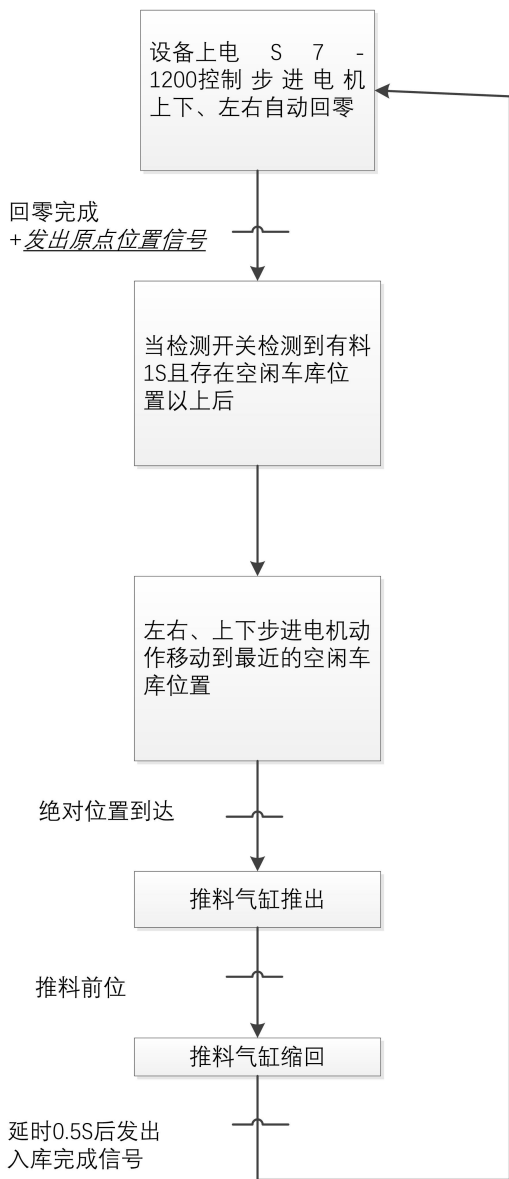 设备上电 S 7 -
1200控制步进电机
上下、左右自动回零
回零完成
+发出原点位置信号
当检测开关检测到有料
1S且存在空闲车库位
置以上后
左右、上下步进电机动
作移动到最近的空闲车
库位置
绝对位置到达
推料气缸推出
推料前位
推料气缸缩回
延时0.5S后发出
入库完成信号